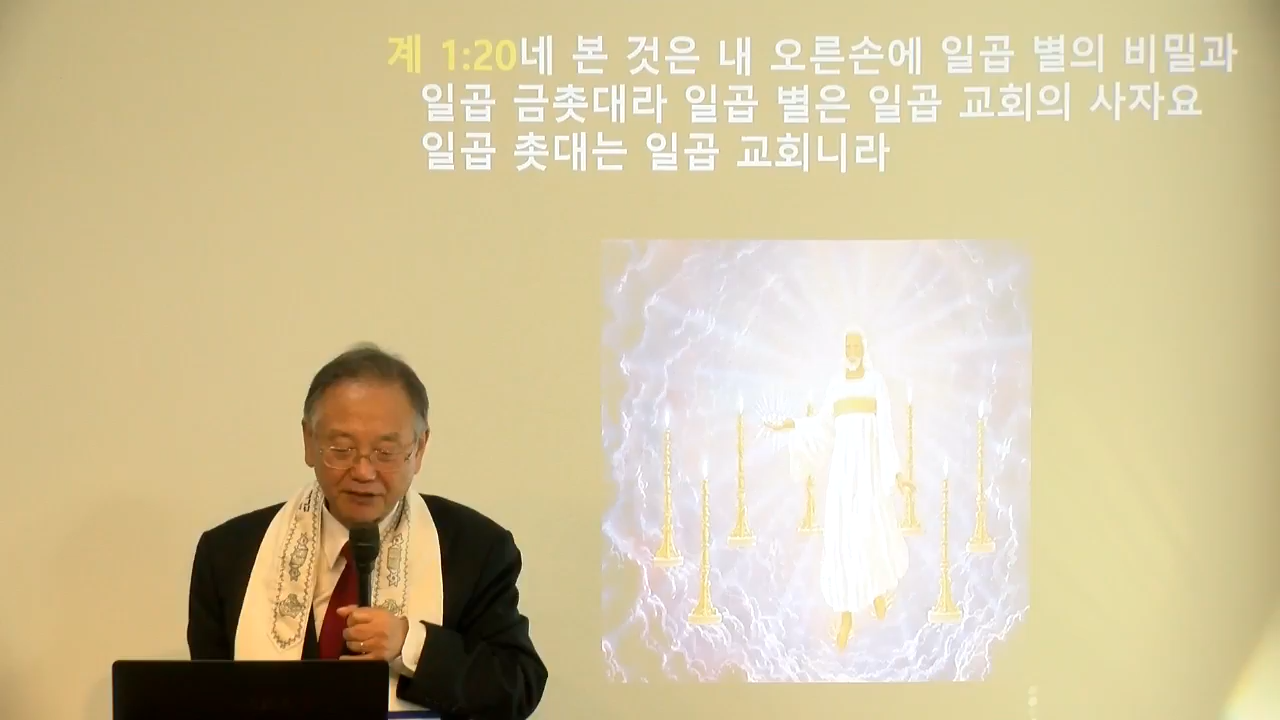 계 1:20네 본 것은 내 오른손에 일곱 별의 비밀과
일곱 금촛대라 일곱 별은 일곱 교회의 사자요
일곱 촛대는 일곱 교회니라